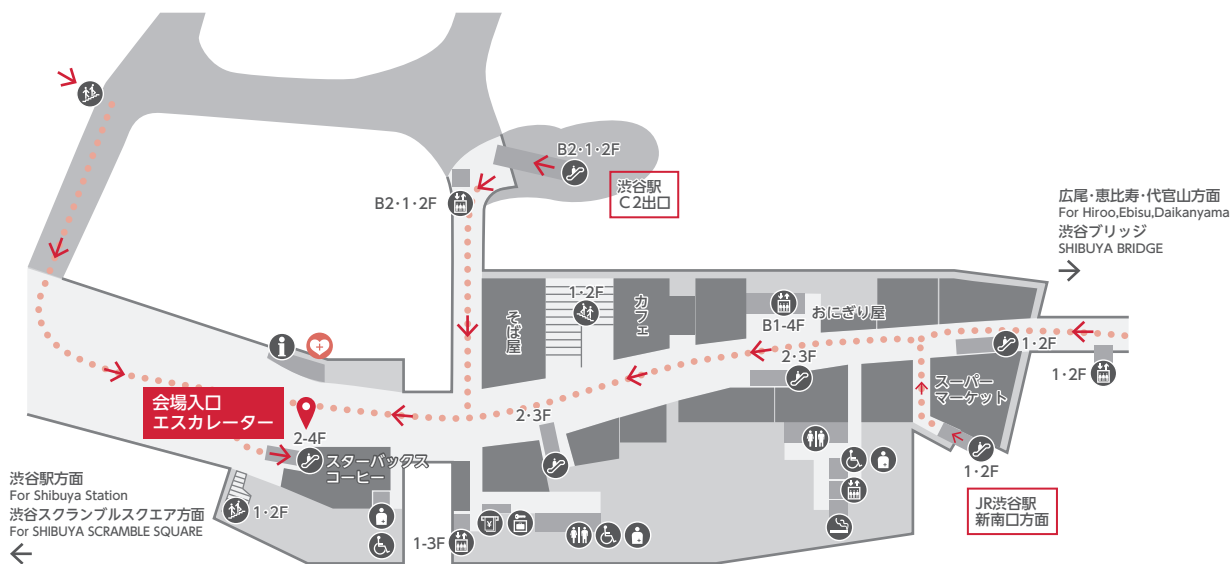 B2･1･2F
渋谷駅
C2出口
B2･1･2F
広尾･恵比寿･代官山方面
For Hiroo,Ebisu,Daikanyama
渋谷ブリッジ
SHIBUYA BRIDGE
1･2F
そば屋
カフェ
B1-4F
おにぎり屋
2･3F
1･2F
1･2F
スーパー
マーケット
会場入口
エスカレーター
2-4F
2･3F
スターバックス
コーヒー
1･2F
渋谷駅方面
For Shibuya Station
渋谷スクランブルスクエア方面
For SHIBUYA SCRAMBLE SQUARE
1･2F
JR渋谷駅
新南口方面
1-3F